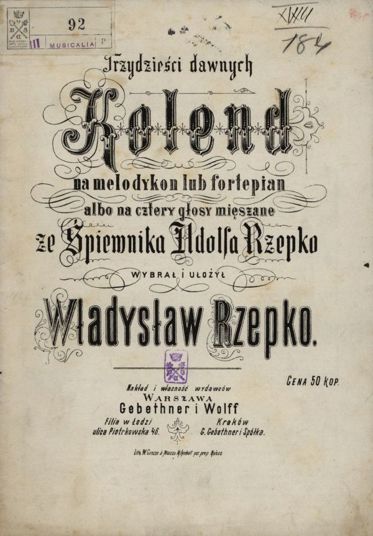 92
III MUSICALIA P
XVIII
184
Trzydzieści dawnych
Kolend
na melodykon lub fortepian
albo na cztery głosy mięszane
ze Śpiewnika Adolfa Rzepko
WYBRAŁ I UŁOŻYŁ
Władysław Rzepko.
CENA 50 KOP.
Nakład i własność wydawców
WARSZAWA
Gebethner i Wolff
Filia w Łodzi
ulica Piotrkowska 46.
Kraków
G. Gebethner i Spółka.